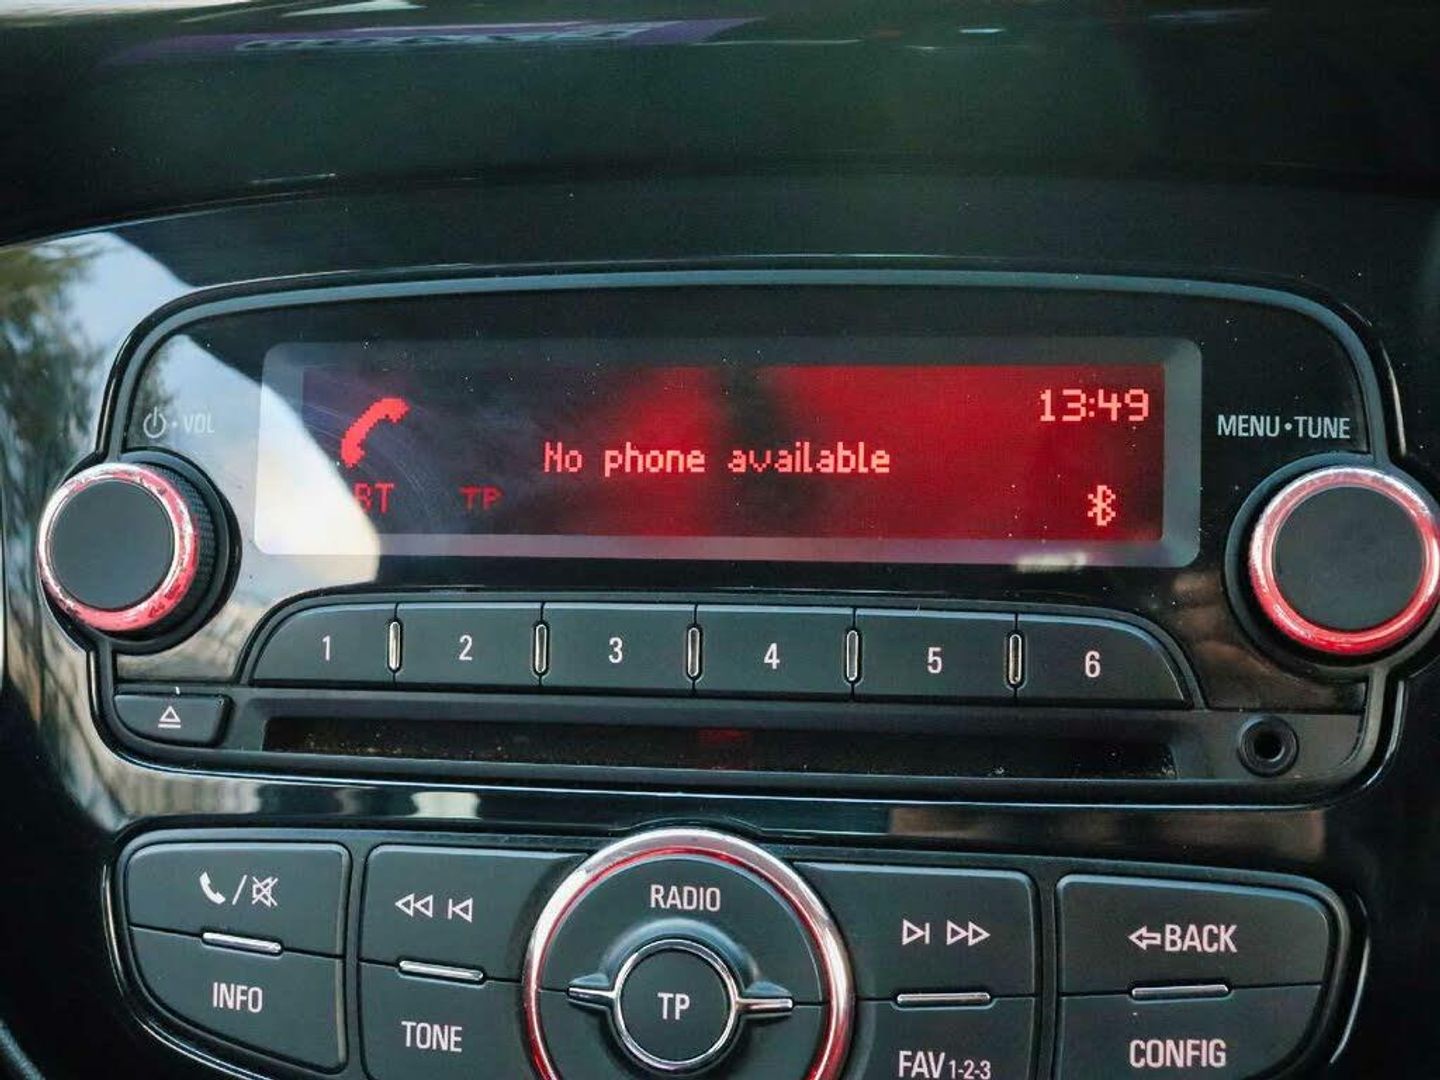 13:49
No phone available
BT TP
VOL
MENU•TUNE
1 2 3 4 5 6
RADIO
BACK
TP
INFO
TONE
FAV 1-2-3
CONFIG